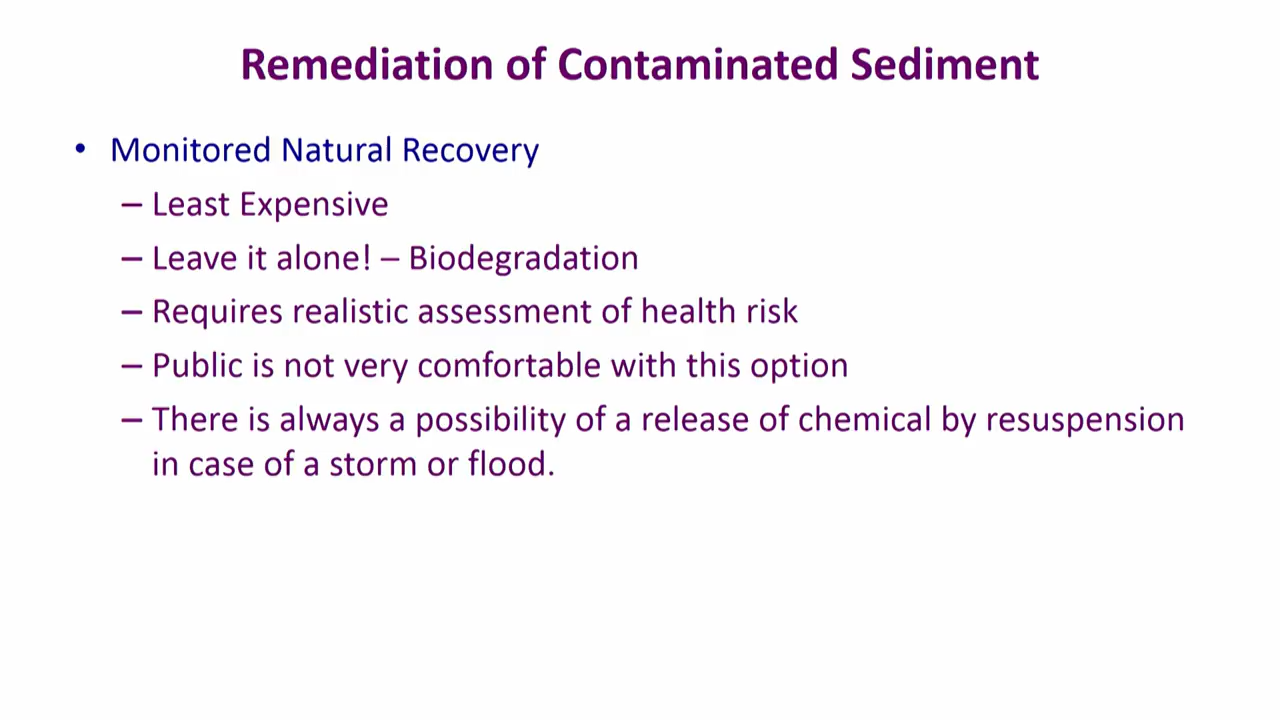 Remediation of Contaminated Sediment
• Monitored Natural Recovery
– Least Expensive
– Leave it alone! – Biodegradation
– Requires realistic assessment of health risk
– Public is not very comfortable with this option
– There is always a possibility of a release of chemical by resuspension
in case of a storm or flood.